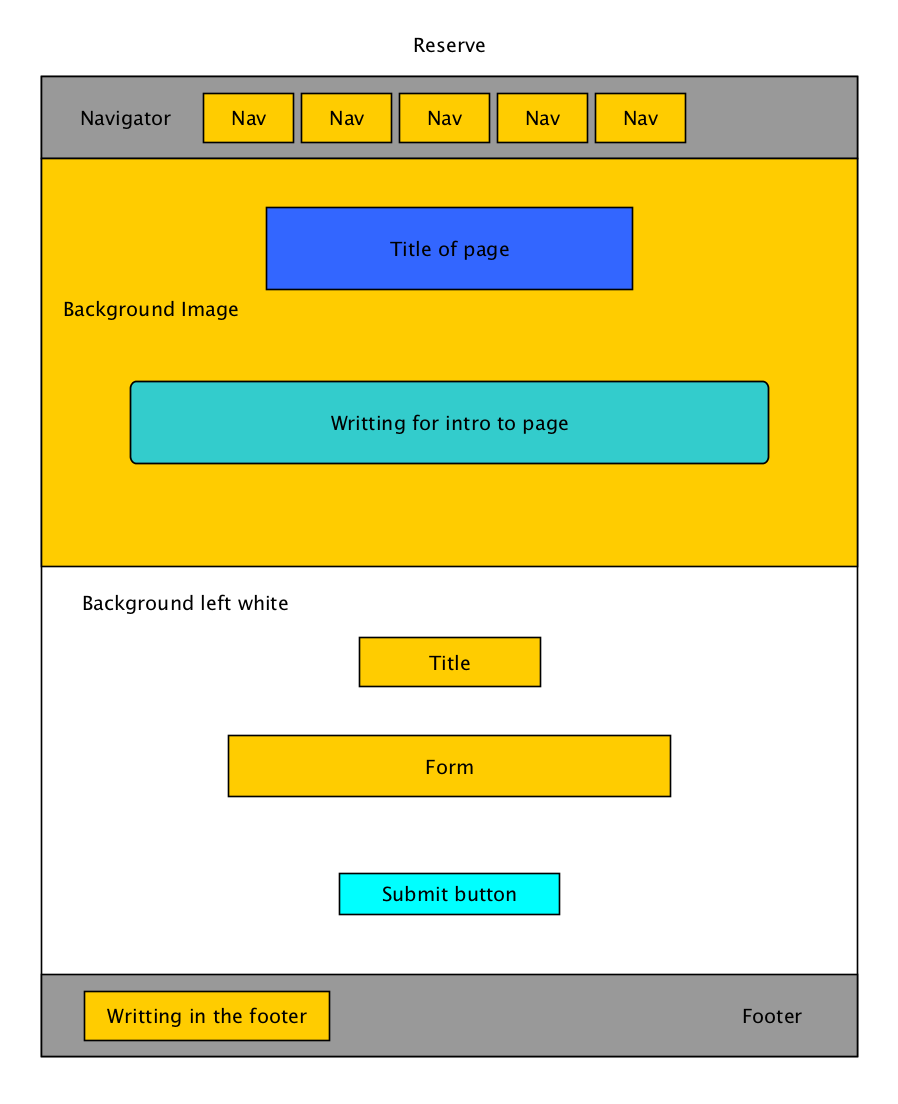 Reserve
Navigator
Nav
Nav
Nav
Nav
Nav
Title of page
Background Image
Writting for intro to page
Background left white
Title
Form
Submit button
Writting in the footer
Footer